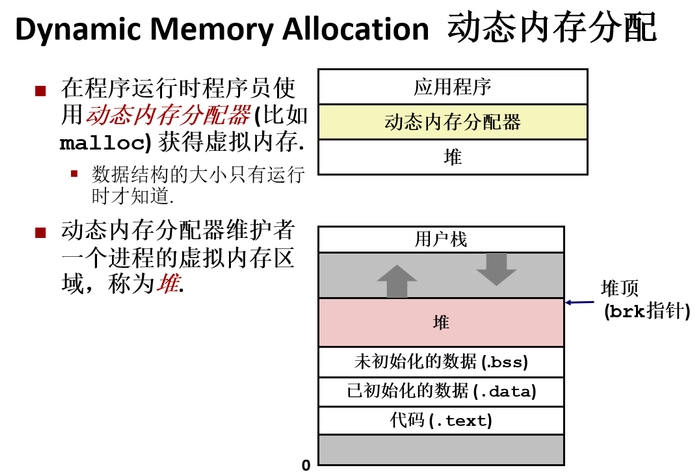 Dynamic Memory Allocation 动态内存分配
在程序运行时程序员使
用动态内存分配器(比如
malloc) 获得虚拟内存.
数据结构的大小只有运行
时才知道.
动态内存分配器维护者
一个进程的虚拟内存区
域，称为堆.
应用程序
动态内存分配器
堆
用户栈
堆
未初始化的数据(.bss)
已初始化的数据(.data)
代码(.text)
0
堆顶
(brk指针)